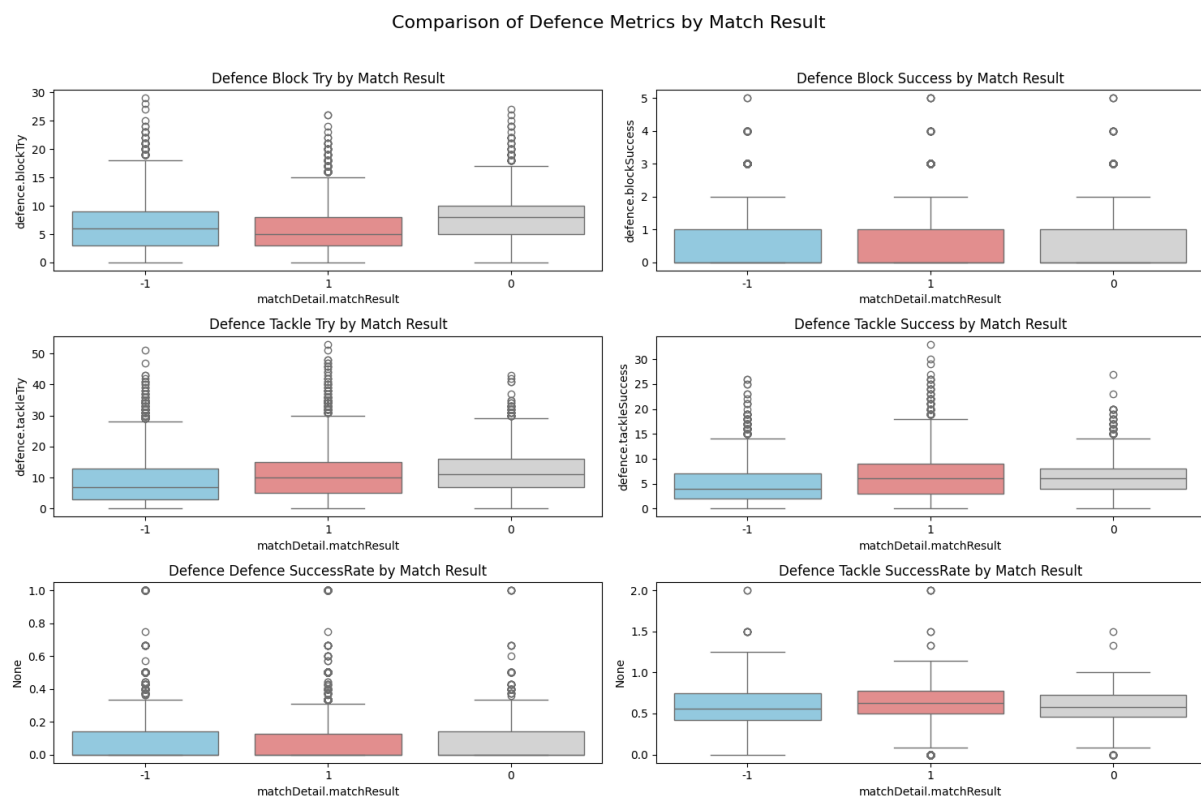 Comparison of Defence Metrics by Match Result
Defence Block Try by Match Result
defence.blockTry
30
25
20
15
10
5
0
-1
1
0
matchDetail.matchResult
Defence Block Success by Match Result
defence.blockSuccess
5
4
3
2
1
0
-1
1
0
matchDetail.matchResult
Defence Tackle Try by Match Result
defence.tackleTry
50
40
30
20
10
0
-1
1
0
matchDetail.matchResult
Defence Tackle Success by Match Result
defence.tackleSuccess
30
25
20
15
10
5
0
-1
1
0
matchDetail.matchResult
Defence Defence SuccessRate by Match Result
None
1.0
0.8
0.6
0.4
0.2
0.0
-1
1
0
matchDetail.matchResult
Defence Tackle SuccessRate by Match Result
None
2.0
1.5
1.0
0.5
0.0
-1
1
0
matchDetail.matchResult